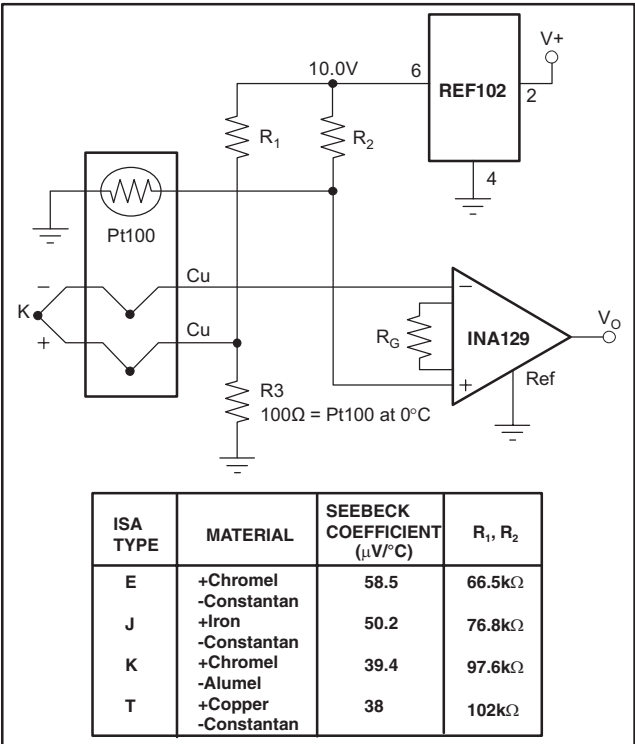 V+
10.0V
6
REF102
2
R1
R2
4
Pt100
Cu
−
K
+
Cu
−
RG
INA129
VO
+
Ref
R3
100Ω = Pt100 at 0°C
ISA TYPE
MATERIAL
SEEBECK COEFFICIENT (μV/°C)
R1, R2
E
+Chromel
-Constantan
58.5
66.5kΩ
J
+Iron
-Constantan
50.2
76.8kΩ
K
+Chromel
-Alumel
39.4
97.6kΩ
T
+Copper
-Constantan
38
102kΩ